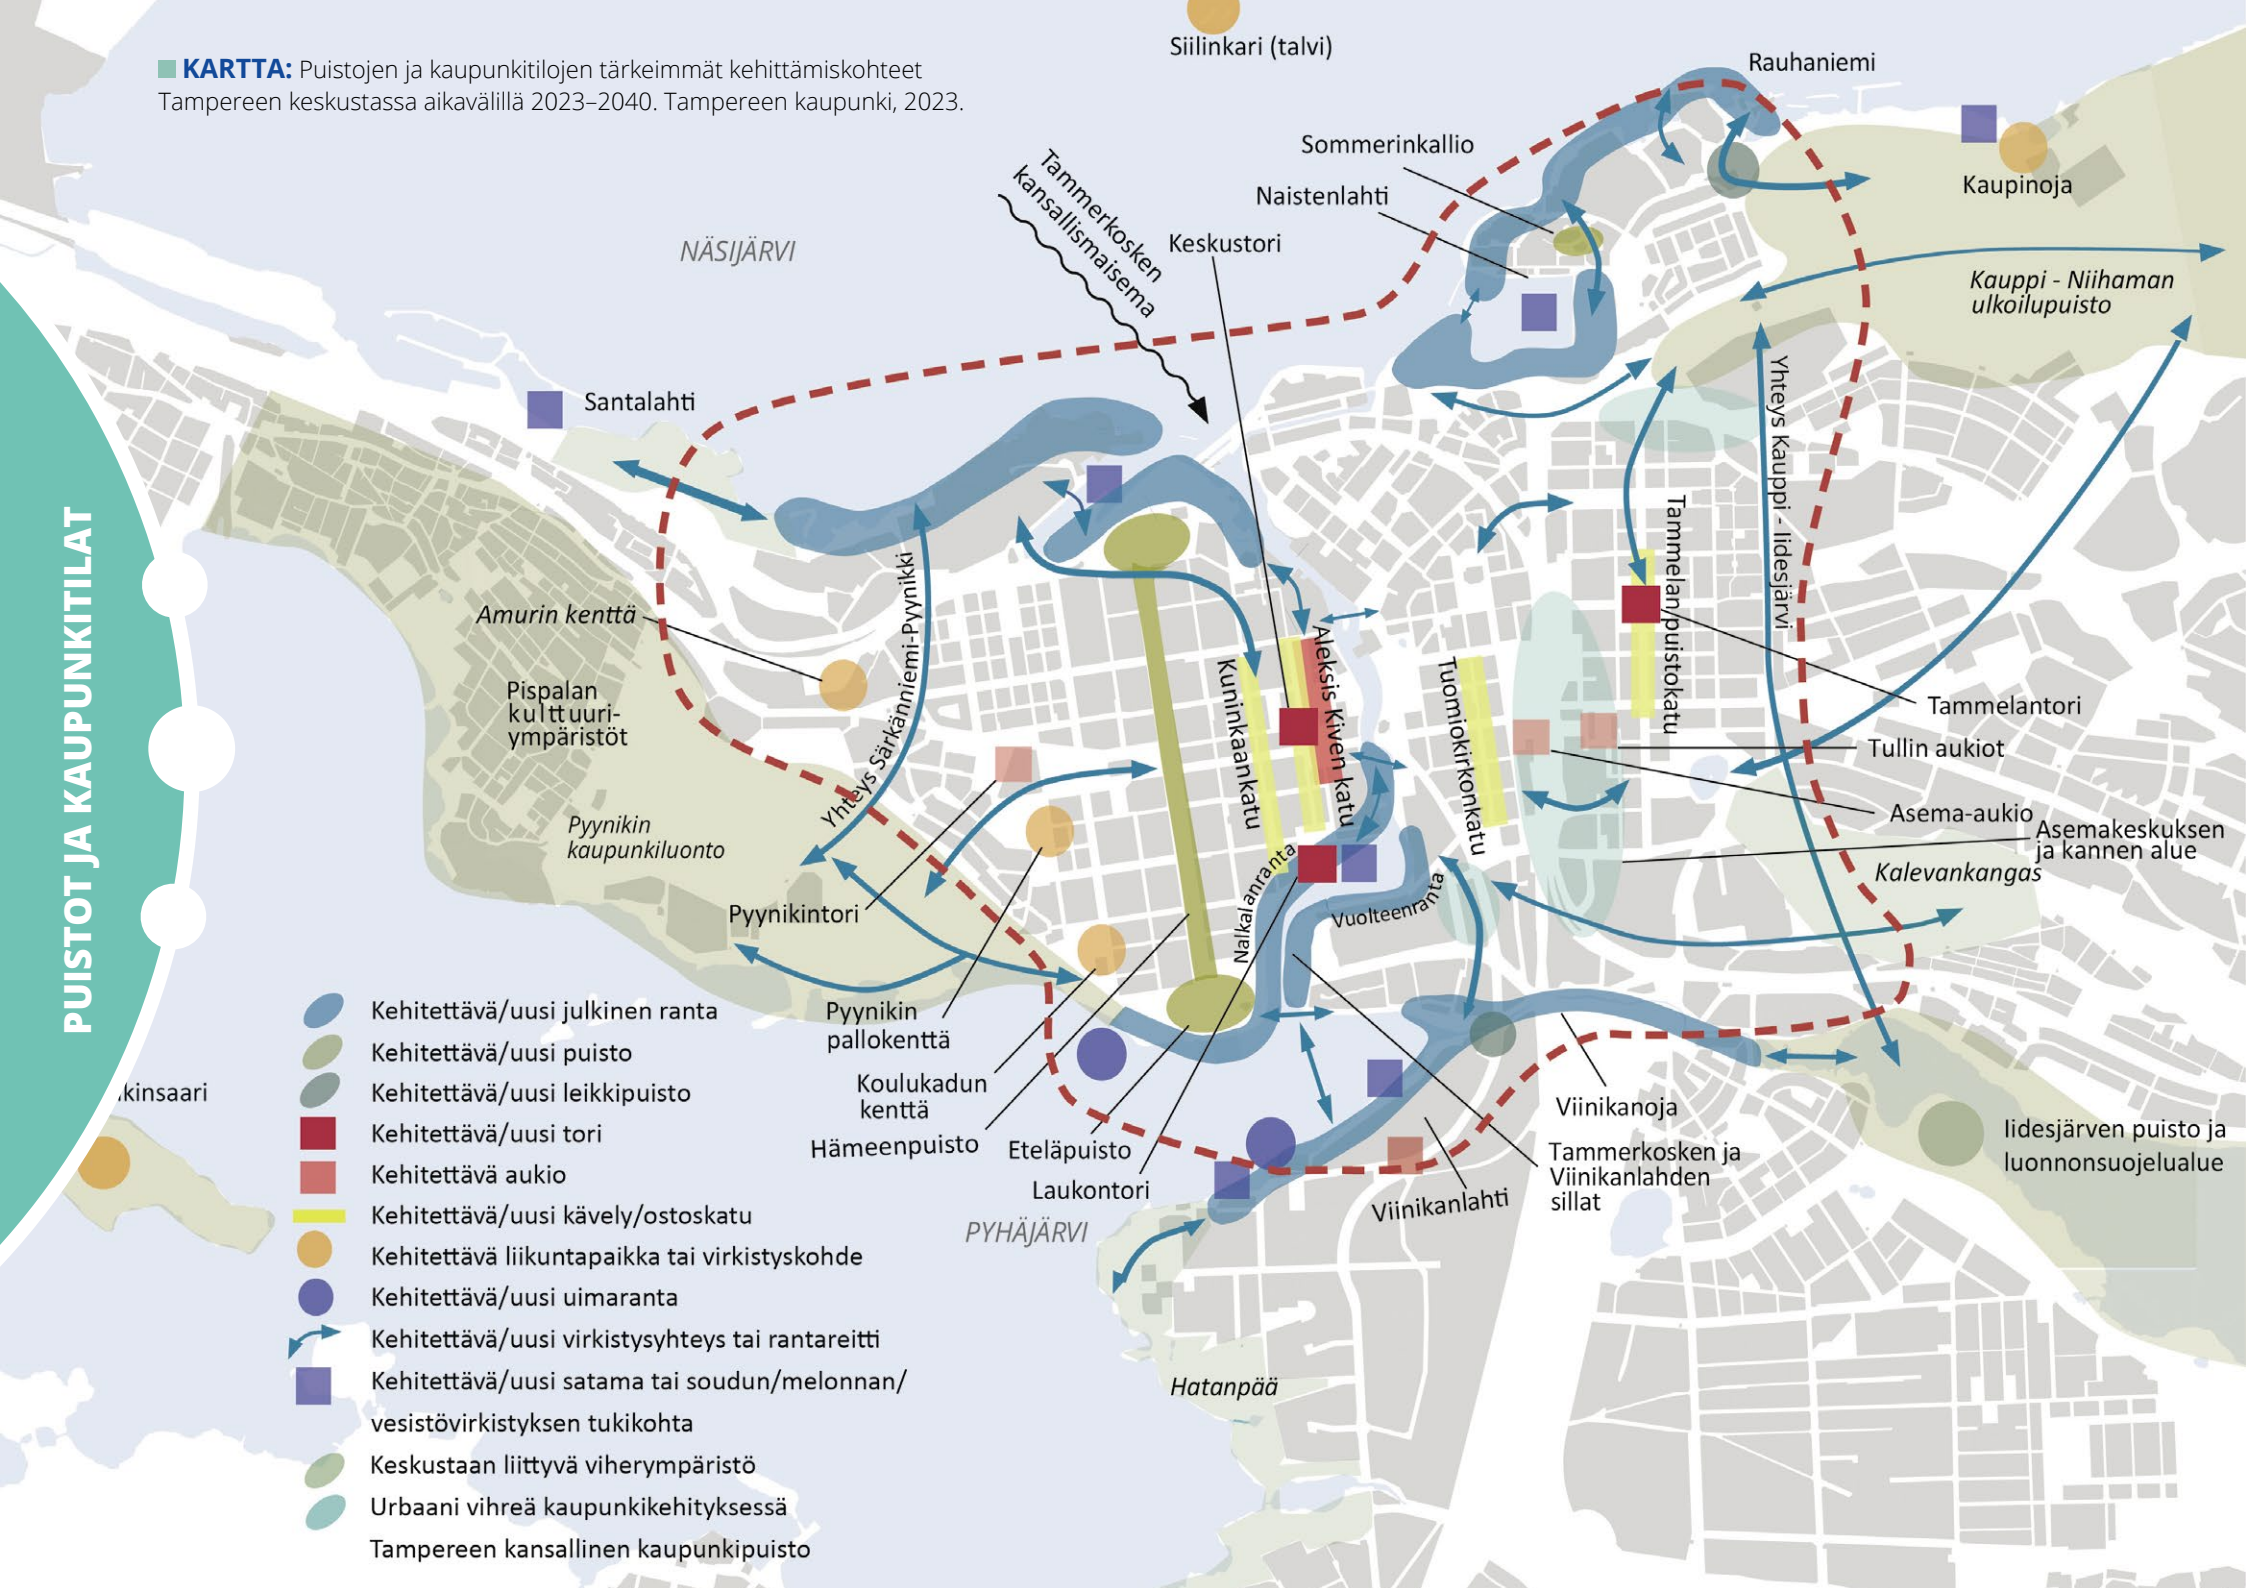 KARTTA: Puistojen ja kaupunkitilojen tärkeimmät kehittämiskohteet
Tampereen keskustassa aikavälillä 2023–2040. Tampereen kaupunki, 2023.
PUISTOT JA KAUPUNKITILAT
Siilinkari (talvi)
Rauhaniemi
Sommerinkallio
Naistenlahti
Keskustori
Tammerkosken
kansallismaisema
Kaupinoja
NÄSIJÄRVI
Kauppi - Niihaman
ulkoilupuisto
Santalahti
Yhteys Kauppi - Iidesjärvi
Tammelan puistokatu
Amurin kenttä
Yhteys Särkänniemi-Pyynikki
Kuninkaankatu
Aleksis Kiven katu
Tuomiokirkonkatu
Pispalan
kulttuuri-
ympäristöt
Tammelantori
Tullin aukiot
Asema-aukio
Asemakeskuksen
ja kannen alue
Kalevankangas
Pyynikin
kaupunkiluonto
Pyynikintori
Nalkalanranta
Vuolteenranta
Pyynikin
pallokenttä
Koulukadun
kenttä
Hämeenpuisto
Eteläpuisto
Laukontori
PYHÄJÄRVI
Viinikanlahti
Viinikanoja
Tammerkosken ja
Viinikanlahden
sillat
Iidesjärven puisto ja
luonnonsuojelualue
Hatanpää
kinsaari
Kehitettävä/uusi julkinen ranta
Kehitettävä/uusi puisto
Kehitettävä/uusi leikkipuisto
Kehitettävä/uusi tori
Kehitettävä aukio
Kehitettävä/uusi kävely/ostoskatu
Kehitettävä liikuntapaikka tai virkistyskohde
Kehitettävä/uusi uimaranta
Kehitettävä/uusi virkistysyhteys tai rantareitti
Kehitettävä/uusi satama tai soudun/melonnan/
vesistövirkistyksen tukikohta
Keskustaan liittyvä viherympäristö
Urbaani vihreä kaupunkikehityksessä
Tampereen kansallinen kaupunkipuisto